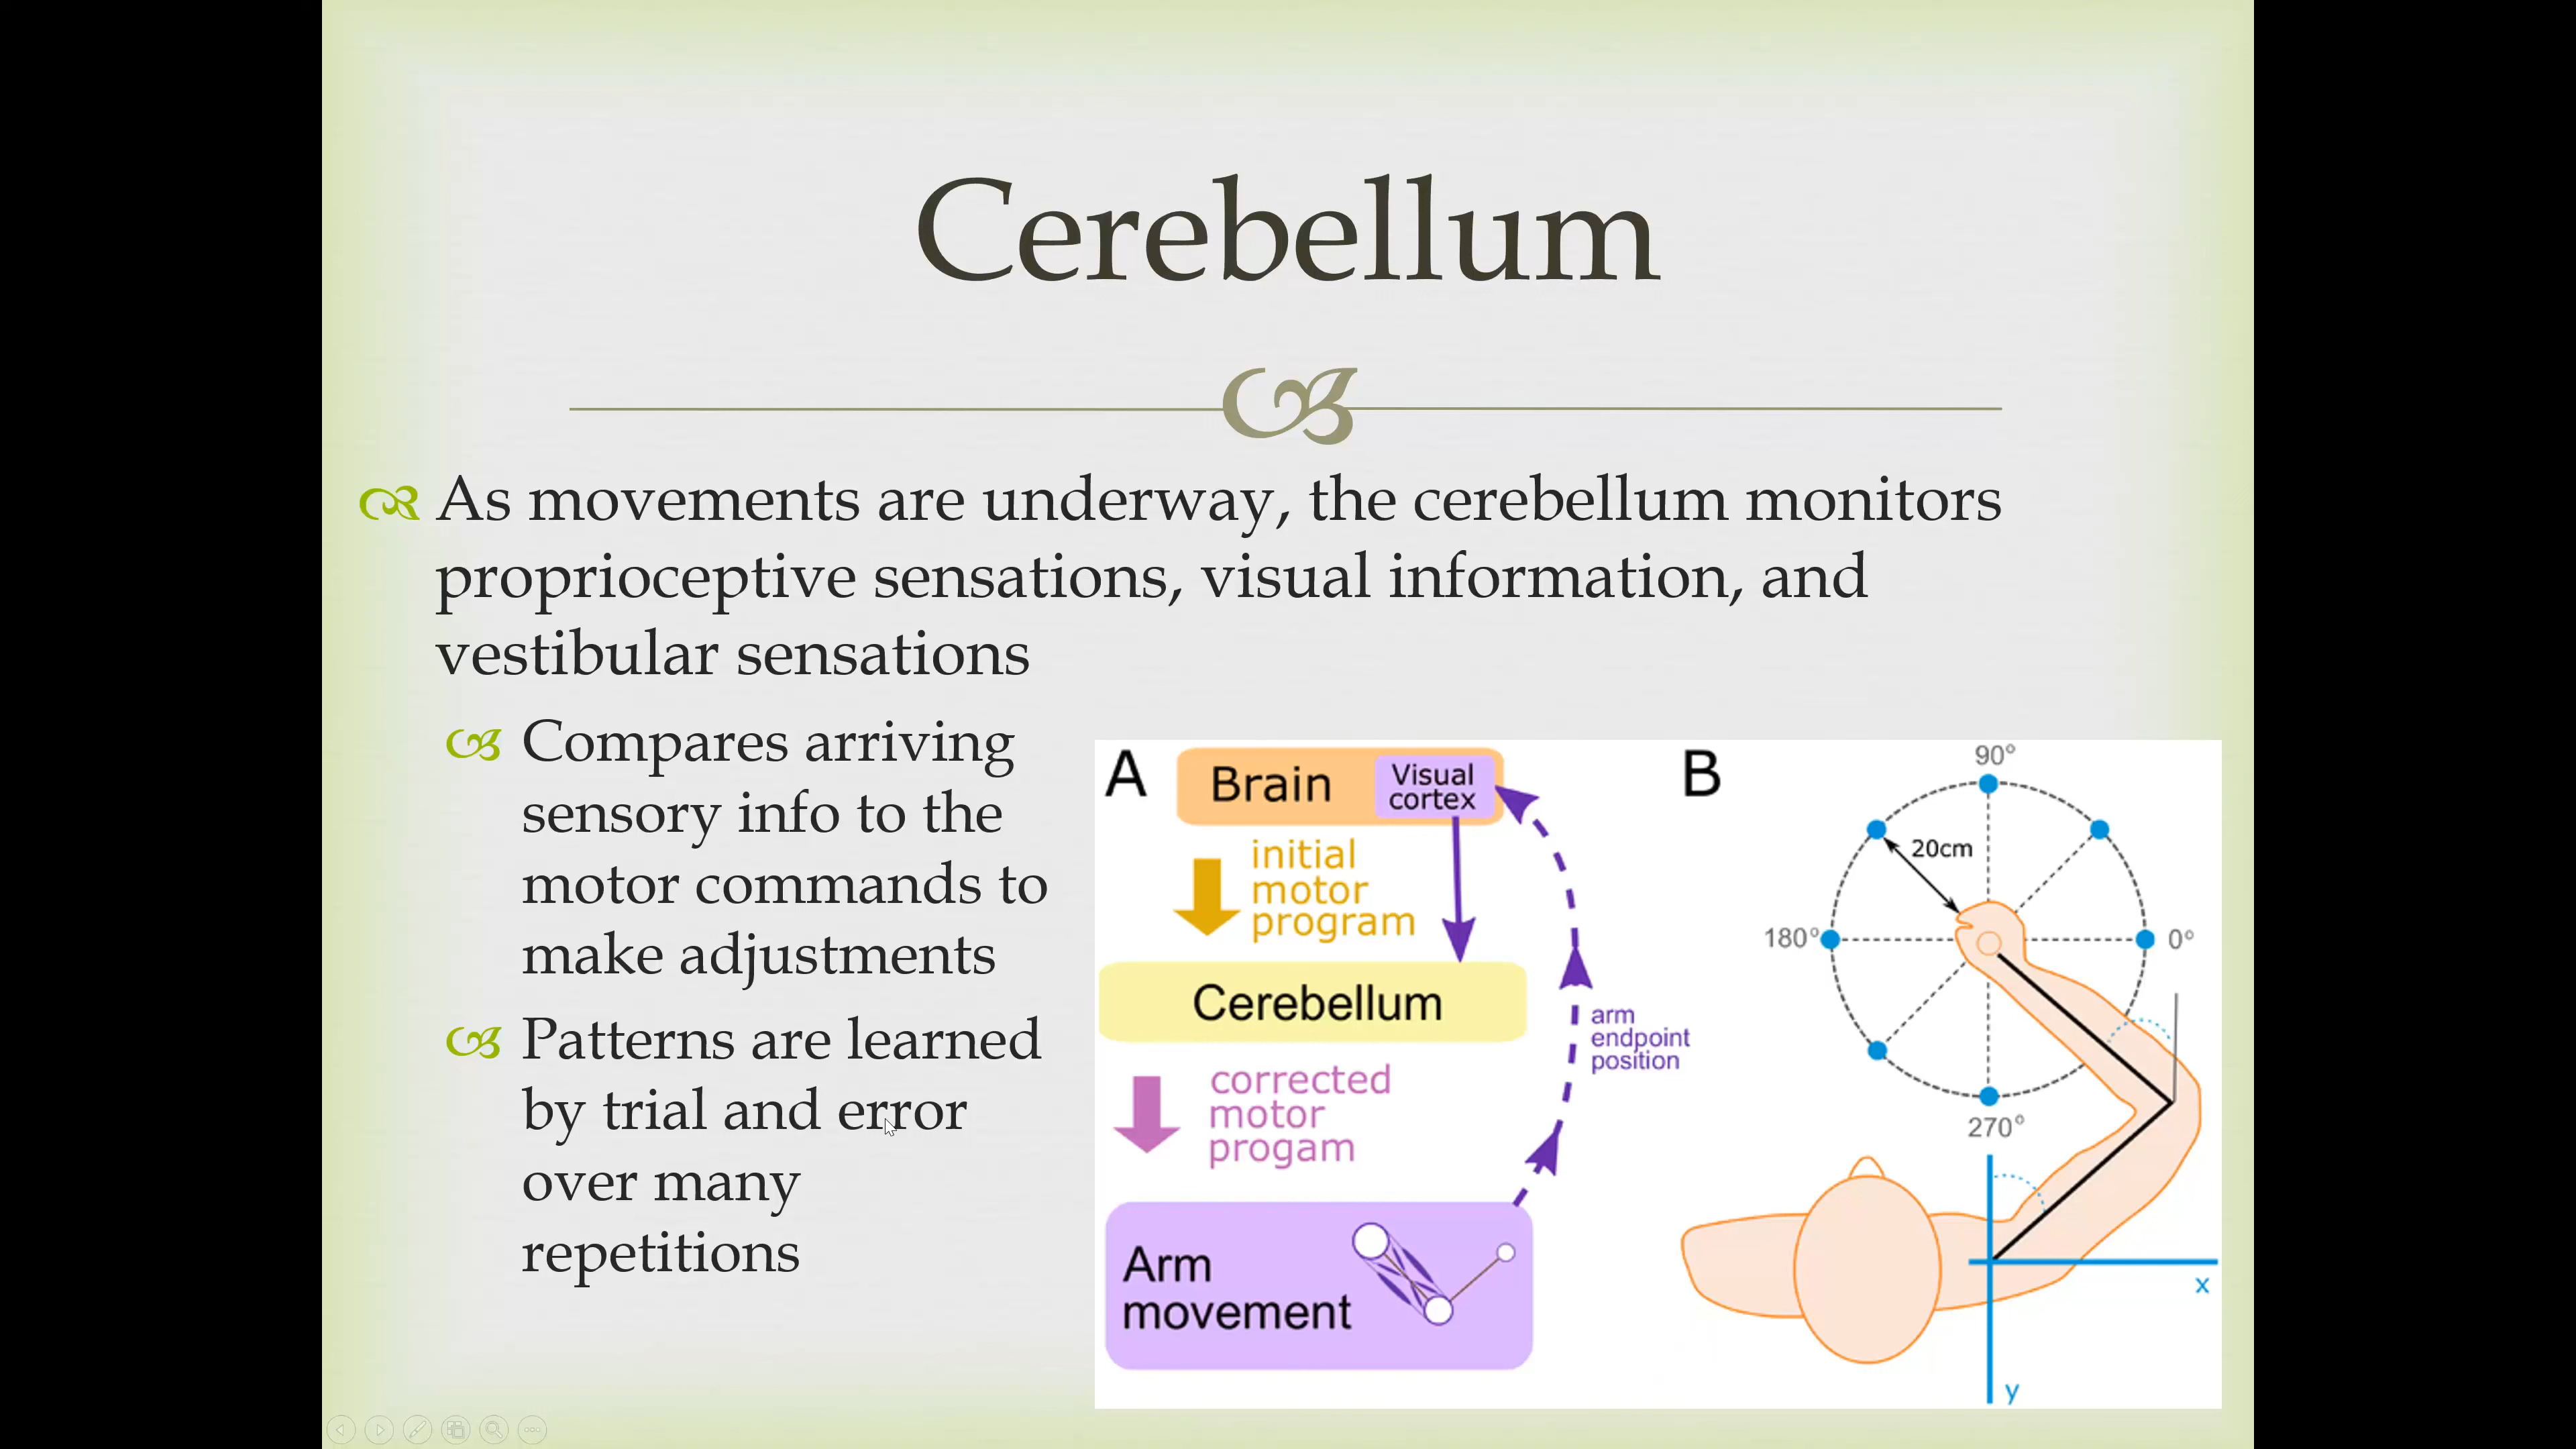 Cerebellum
As movements are underway, the cerebellum monitors
proprioceptive sensations, visual information, and
vestibular sensations
Compares arriving
sensory info to the
motor commands to
make adjustments
Patterns are learned
by trial and error
over many
repetitions
A
Brain
Visual
cortex
initial
motor
program
Cerebellum
corrected
motor
progam
arm
endpoint
position
Arm
movement
B
90°
20cm
180°
0°
270°
x
y